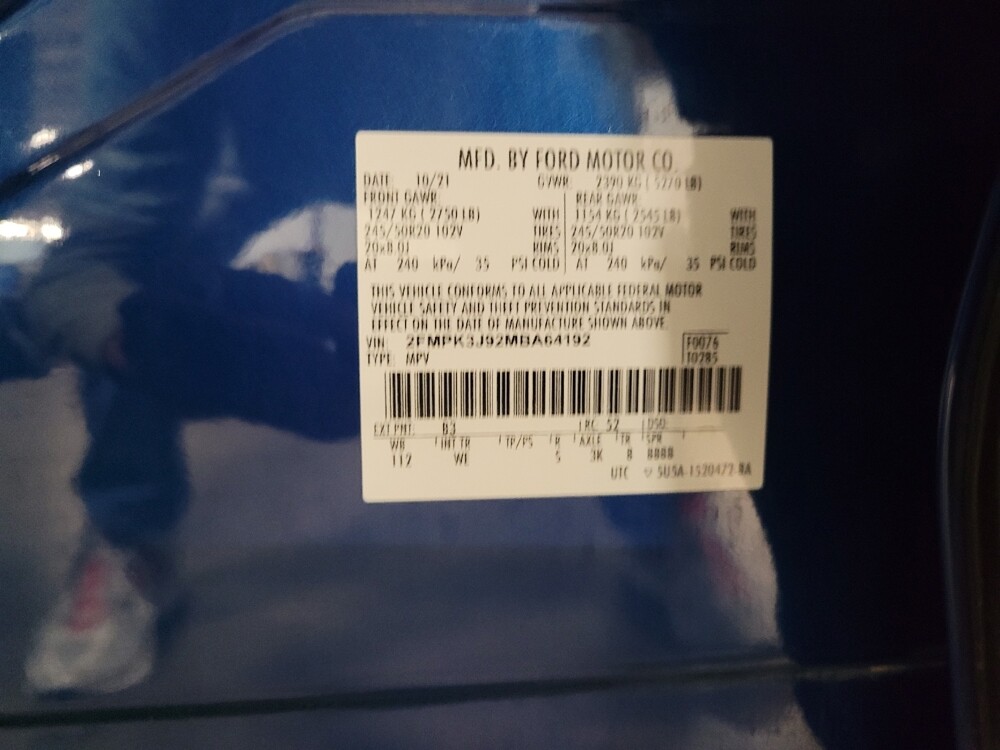 MFD. BY FORD MOTOR CO.
DATE: 10/21 GVWR: 2390 KG ( 5270 LB)
FRONT GAWR: REAR GAWR:
1247 KG ( 2750 LB) WITH 1154 KG ( 2545 LB) WITH
245/50R20 102V TIRES 245/50R20 102V TIRES
20x8.0J RIMS 20x8.0J RIMS
AT 240 kPa/ 35 PSI COLD AT 240 kPa/ 35 PSI COLD
THIS VEHICLE CONFORMS TO ALL APPLICABLE FEDERAL MOTOR
VEHICLE SAFETY AND THEFT PREVENTION STANDARDS IN
EFFECT ON THE DATE OF MANUFACTURE SHOWN ABOVE.
VIN: 2FMPK3J92MBA64192 F0076
TYPE: MPV T0285
EXT PNT: B3 RC: 52 DSO:
WB INT TR TP/PS R AXLE TR SPR
112 WE 5 3K 8 8888
UTC